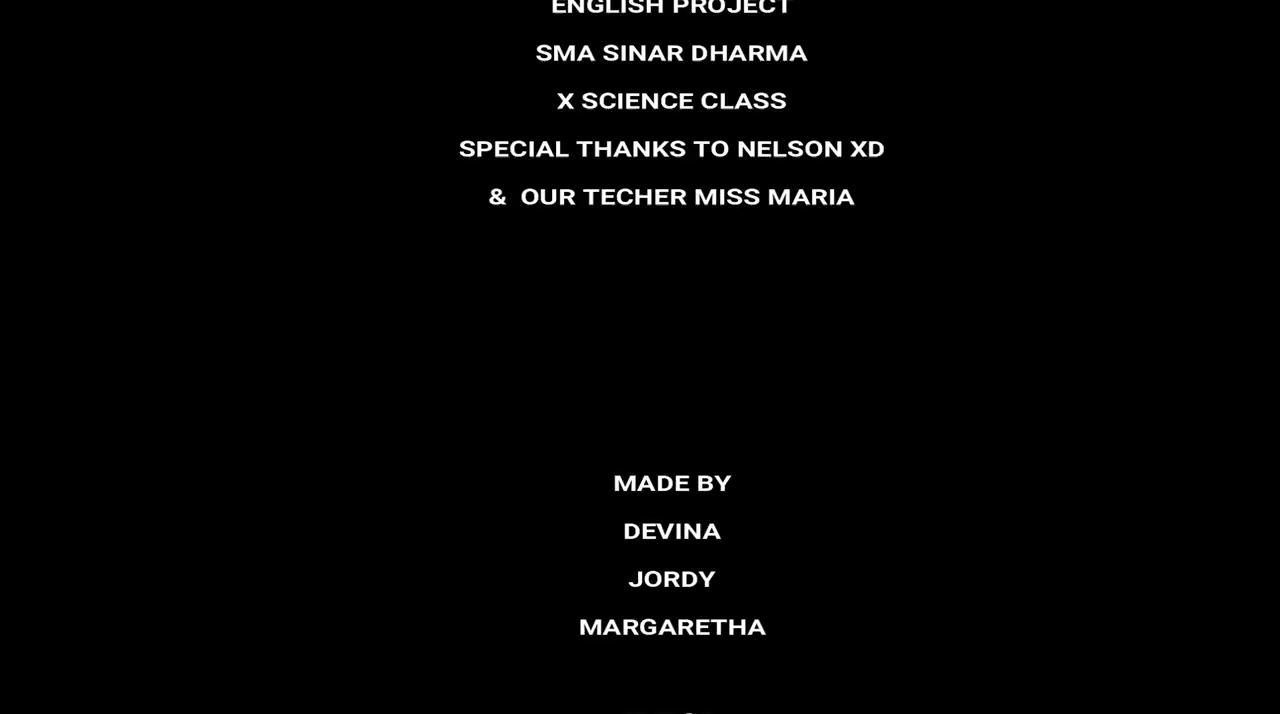 ENGLISH PROJECT
SMA SINAR DHARMA
X SCIENCE CLASS
SPECIAL THANKS TO NELSON XD
& OUR TECHER MISS MARIA
MADE BY
DEVINA
JORDY
MARGARETHA